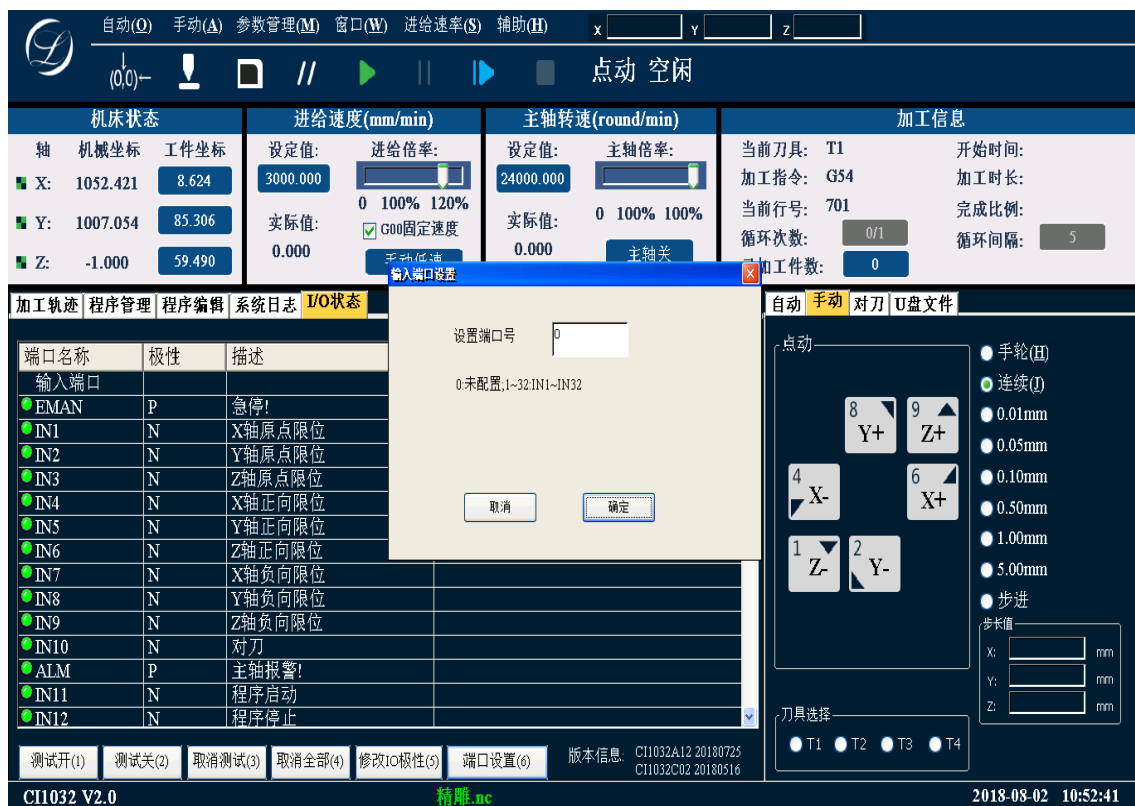 自动(O) 手动(A) 参数管理(M) 窗口(W) 进给速率(S) 辅助(H)
X Y Z
(0,0)← 点动 空闲
机床状态 进给速度(mm/min) 主轴转速(round/min) 加工信息
轴 机械坐标 工件坐标 设定值: 进给倍率: 设定值: 主轴倍率: 当前刀具: T1 开始时间:
X: 1052.421 8.624 3000.000 24000.000 加工指令: G54 加工时长:
0 100% 120% 0 100% 100% 当前行号: 701 完成比例:
Y: 1007.054 85.306 实际值: G00固定速度 实际值: 循环次数: 0/1 循环间隔: 5
Z: -1.000 59.490 0.000 手动低速 0.000 主轴关 加工件数: 0
输入端口设置
加工轨迹 程序管理 程序编辑 系统日志 I/O状态
自动 手动 对刀 U盘文件
设置端口号 0
0:未配置;1~32:IN1~IN32
取消 确定
端口名称 极性 描述
输入端口
EMAN P 急停!
IN1 N X轴原点限位
IN2 N Y轴原点限位
IN3 N Z轴原点限位
IN4 N X轴正向限位
IN5 N Y轴正向限位
IN6 N Z轴正向限位
IN7 N X轴负向限位
IN8 N Y轴负向限位
IN9 N Z轴负向限位
IN10 N 对刀
ALM P 主轴报警!
IN11 N 程序启动
IN12 N 程序停止
点动
8 Y+
9 Z+
4 X-
6 X+
1 Z-
2 Y-
手轮(H)
连续(J)
0.01mm
0.05mm
0.10mm
0.50mm
1.00mm
5.00mm
步进
步长值
X: mm
Y: mm
Z: mm
刀具选择
T1 T2 T3 T4
测试开(1) 测试关(2) 取消测试(3) 取消全部(4) 修改IO极性(5) 端口设置(6)
版本信息: CI1032A12 20180725
CI1032C02 20180516
CI1032 V2.0 精雕.nc 2018-08-02 10:52:41